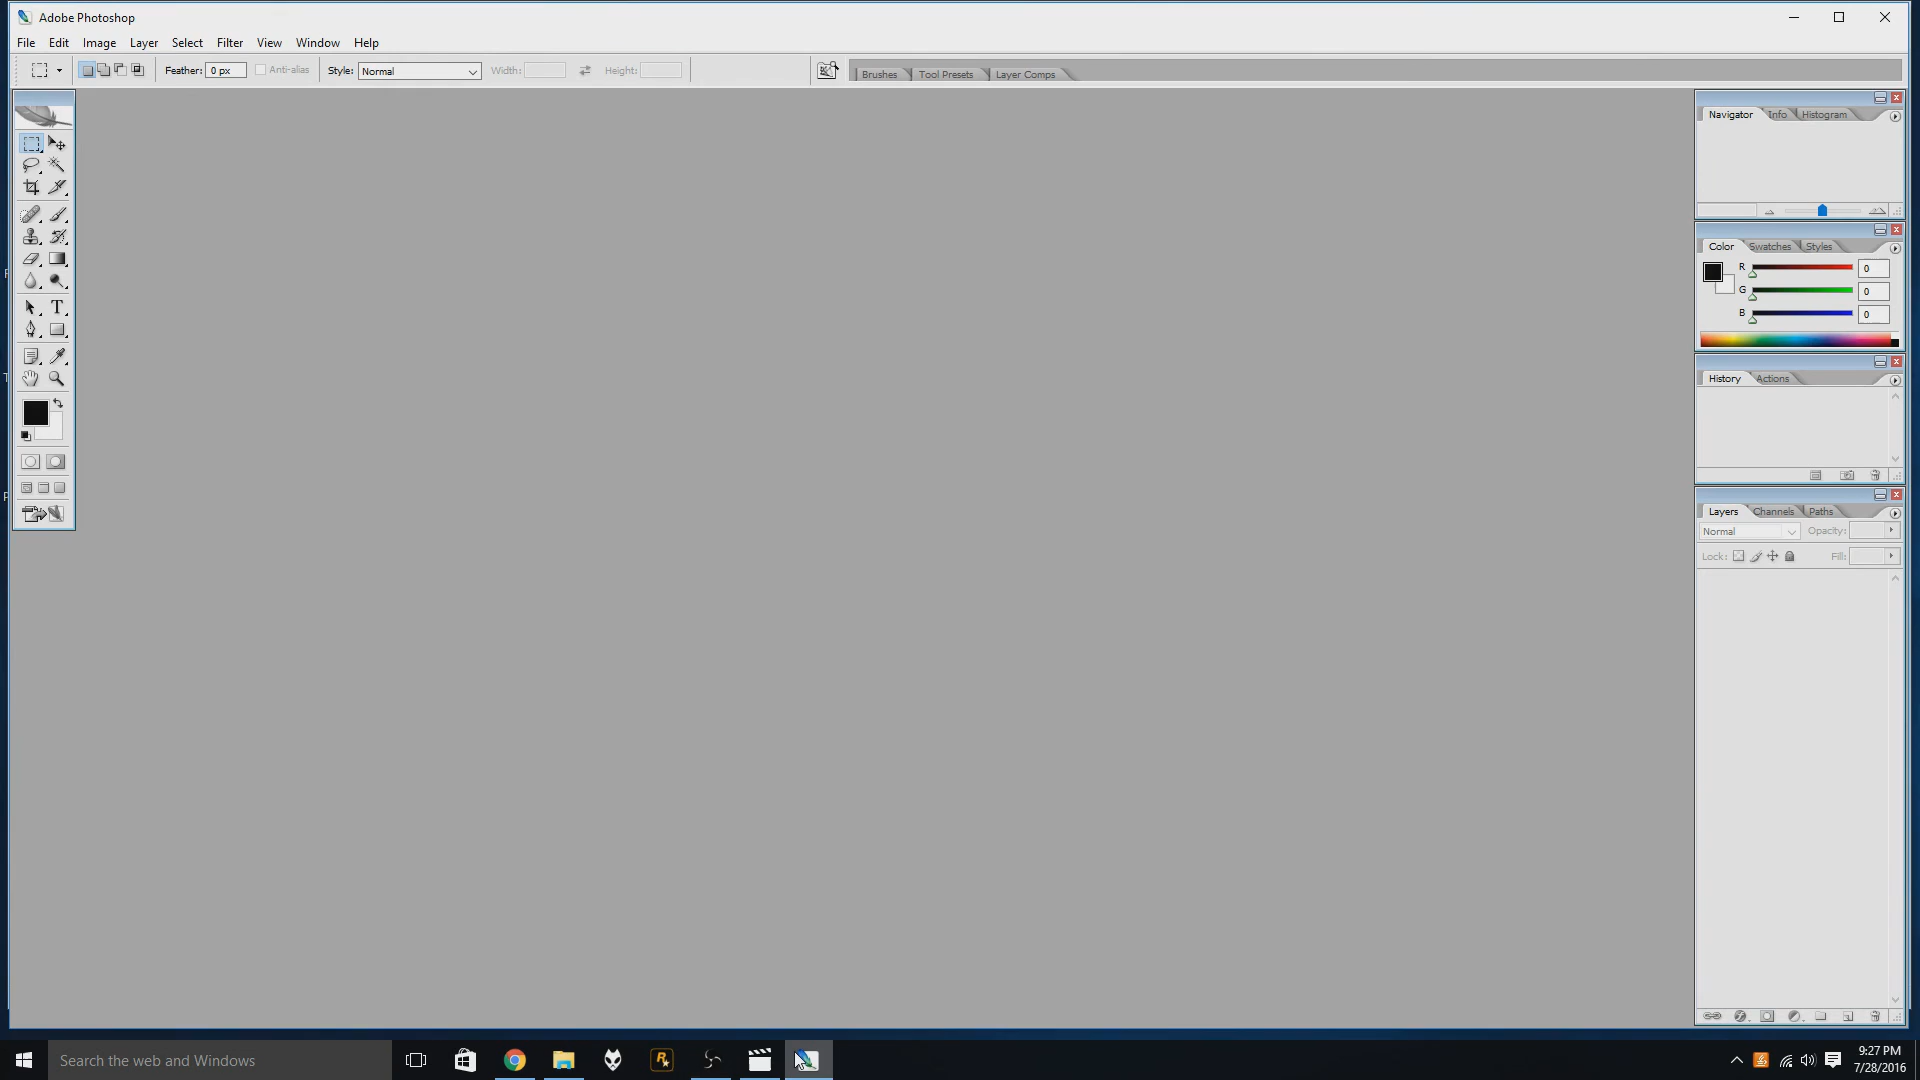 Adobe Photoshop
File Edit Image Layer Select Filter View Window Help
Feather: 0 px Anti-alias Style: Normal Width: Height: Brushes Tool Presets Layer Comps
Navigator Info Histogram
Color Swatches Styles
R 0
G 0
B 0
History Actions
Layers Channels Paths
Normal Opacity:
Lock: Fill:
T
Search the web and Windows
9:27 PM
7/28/2016